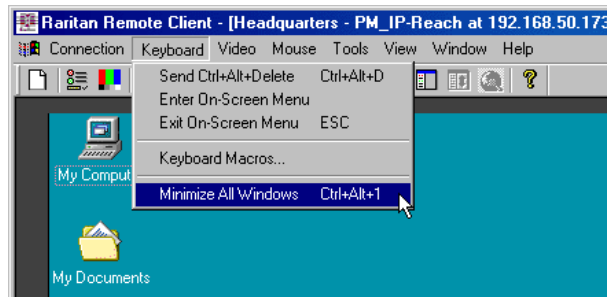 Raritan Remote Client - [Headquarters - PM_IP-Reach at 192.168.50.173
Connection Keyboard Video Mouse Tools View Window Help
Send Ctrl+Alt+Delete Ctrl+Alt+D
Enter On-Screen Menu
Exit On-Screen Menu ESC
Keyboard Macros...
Minimize All Windows Ctrl+Alt+1
My Comput
My Documents